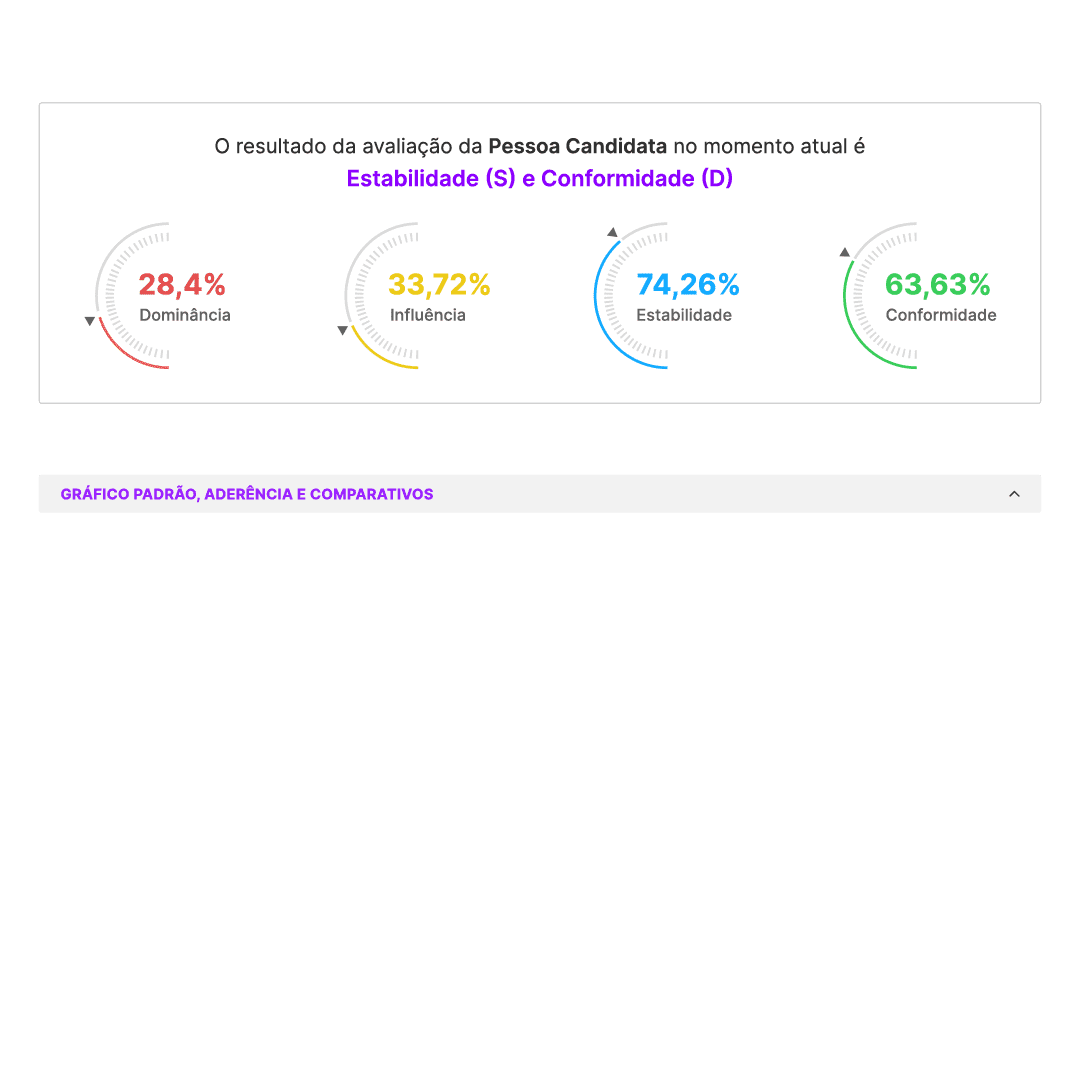 O resultado da avaliação da Pessoa Candidata no momento atual é
Estabilidade (S) e Conformidade (D)
28,4%
Dominância
33,72%
Influência
74,26%
Estabilidade
63,63%
Conformidade
GRÁFICO PADRÃO, ADERÊNCIA E COMPARATIVOS